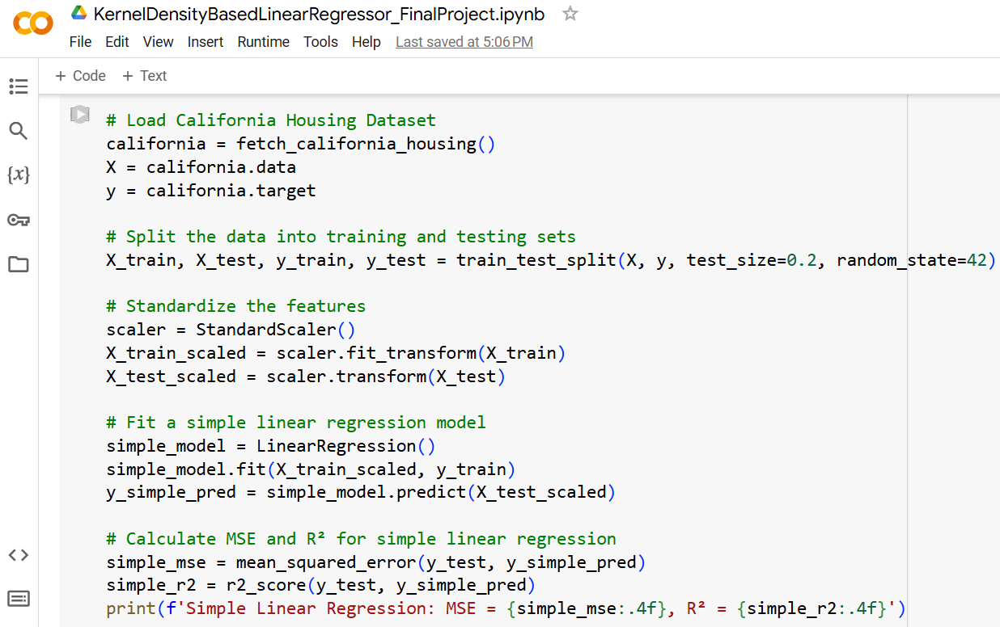 KernelDensityBasedLinearRegressor_FinalProject.ipynb
File Edit View Insert Runtime Tools Help Last saved at 5:06 PM
+ Code + Text
# Load California Housing Dataset
california = fetch_california_housing()
X = california.data
y = california.target
# Split the data into training and testing sets
X_train, X_test, y_train, y_test = train_test_split(X, y, test_size=0.2, random_state=42)
# Standardize the features
scaler = StandardScaler()
X_train_scaled = scaler.fit_transform(X_train)
X_test_scaled = scaler.transform(X_test)
# Fit a simple linear regression model
simple_model = LinearRegression()
simple_model.fit(X_train_scaled, y_train)
y_simple_pred = simple_model.predict(X_test_scaled)
# Calculate MSE and R² for simple linear regression
simple_mse = mean_squared_error(y_test, y_simple_pred)
simple_r2 = r2_score(y_test, y_simple_pred)
print(f'Simple Linear Regression: MSE = {simple_mse:.4f}, R² = {simple_r2:.4f}')